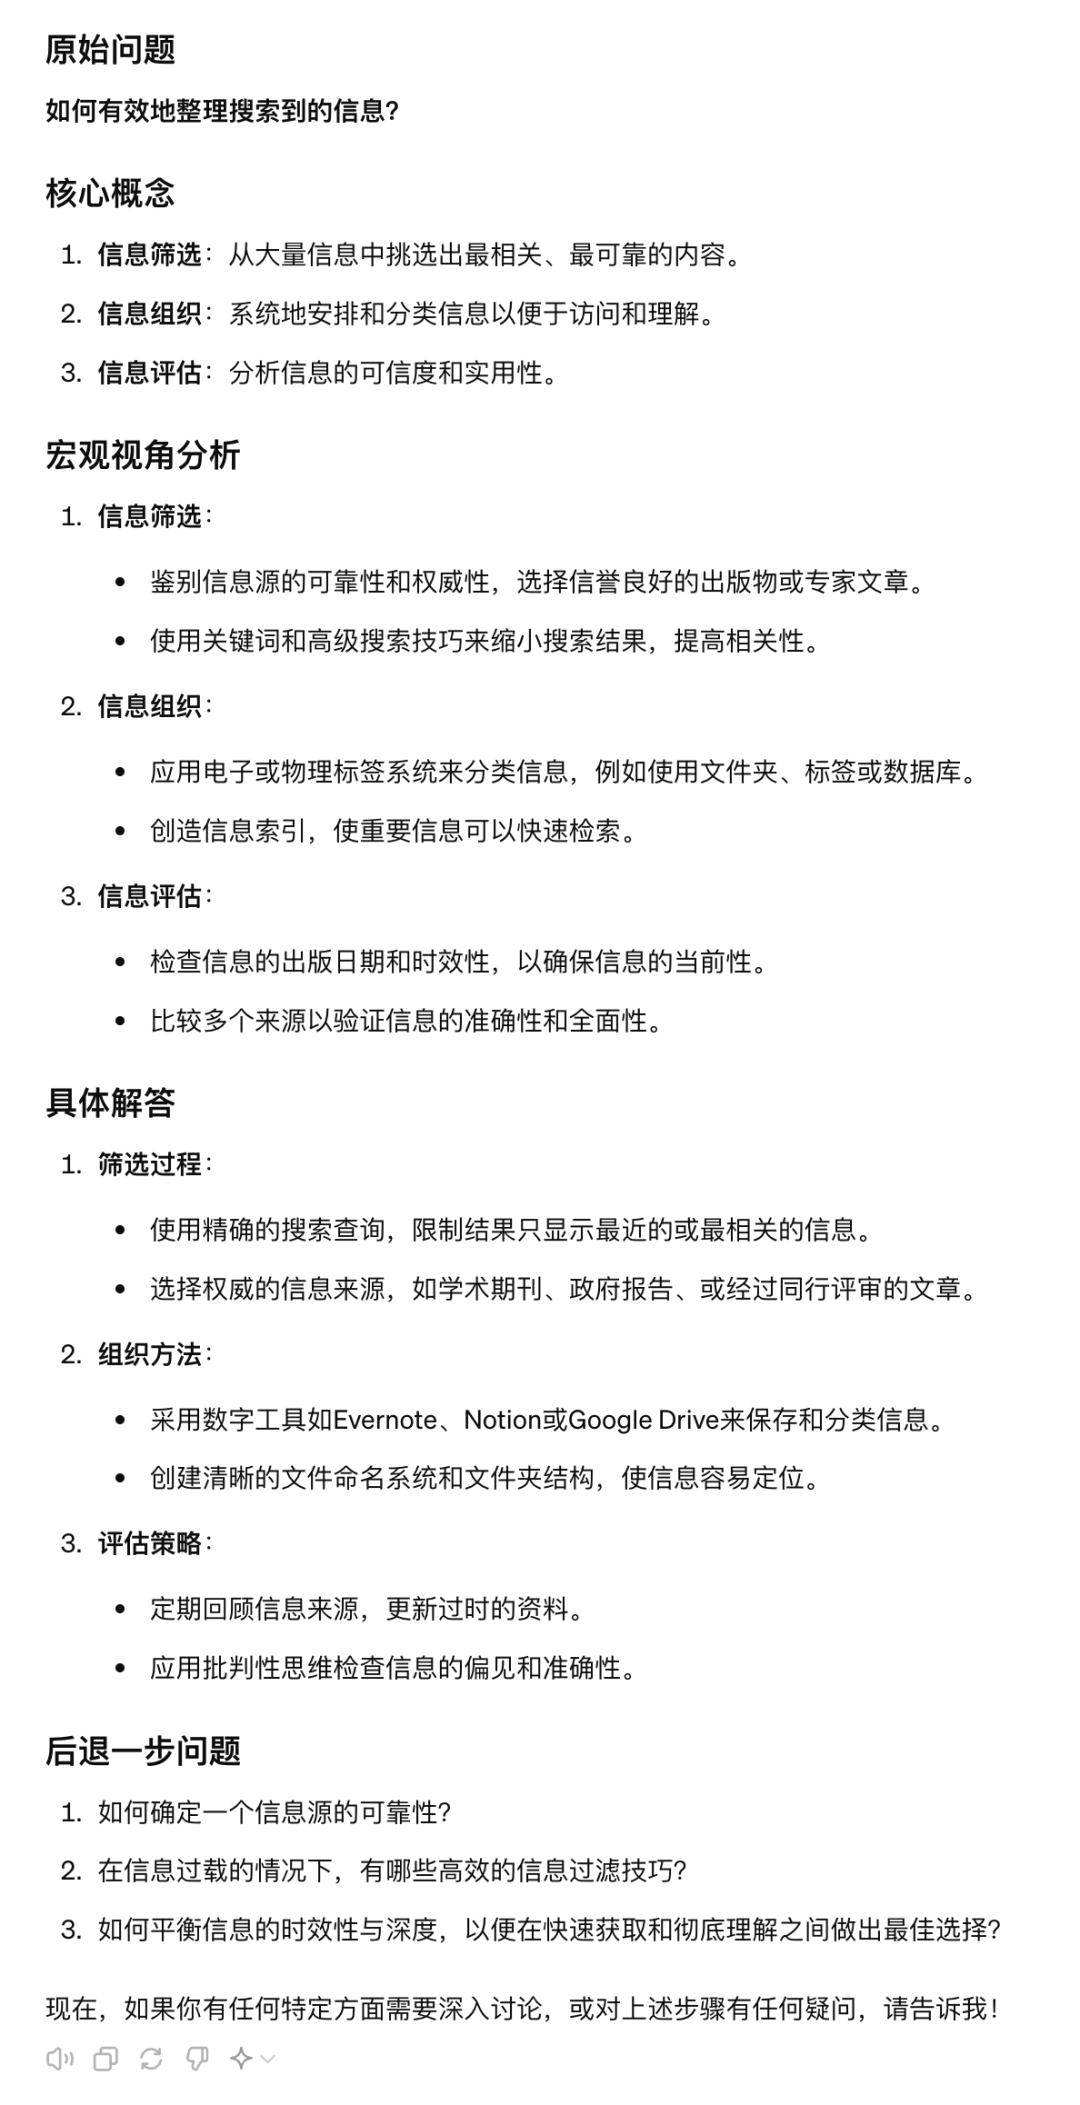 原始问题
如何有效地整理搜索到的信息?
核心概念
1. 信息筛选：从大量信息中挑选出最相关、最可靠的内容。
2. 信息组织：系统地安排和分类信息以便于访问和理解。
3. 信息评估：分析信息的可信度和实用性。
宏观视角分析
1. 信息筛选：
• 鉴别信息源的可靠性和权威性，选择信誉良好的出版物或专家文章。
• 使用关键词和高级搜索技巧来缩小搜索结果，提高相关性。
2. 信息组织：
• 应用电子或物理标签系统来分类信息，例如使用文件夹、标签或数据库。
• 创造信息索引，使重要信息可以快速检索。
3. 信息评估：
• 检查信息的出版日期和时效性，以确保信息的当前性。
• 比较多个来源以验证信息的准确性和全面性。
具体解答
1. 筛选过程：
• 使用精确的搜索查询，限制结果只显示最近的或最相关的信息。
• 选择权威的信息来源，如学术期刊、政府报告、或经过同行评审的文章。
2. 组织方法：
• 采用数字工具如Evernote、Notion或Google Drive来保存和分类信息。
• 创建清晰的文件命名系统和文件夹结构，使信息容易定位。
3. 评估策略：
• 定期回顾信息来源，更新过时的资料。
• 应用批判性思维检查信息的偏见和准确性。
后退一步问题
1. 如何确定一个信息源的可靠性?
2. 在信息过载的情况下，有哪些高效的信息过滤技巧?
3. 如何平衡信息的时效性与深度，以便在快速获取和彻底理解之间做出最佳选择?
现在，如果你有任何特定方面需要深入讨论，或对上述步骤有任何疑问，请告诉我！